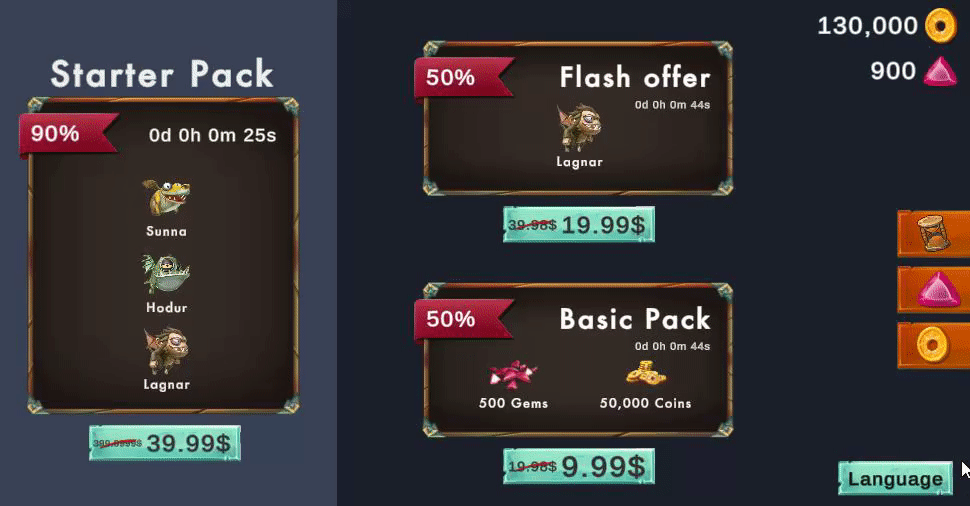 Starter Pack
90%
0d 0h 0m 25s
Sunna
Hodur
Lagnar
39.99$
50%
Flash offer
0d 0h 0m 44s
Lagnar
39.98$ 19.99$
50%
Basic Pack
0d 0h 0m 44s
500 Gems
50,000 Coins
19.98$ 9.99$
130,000
900
Language